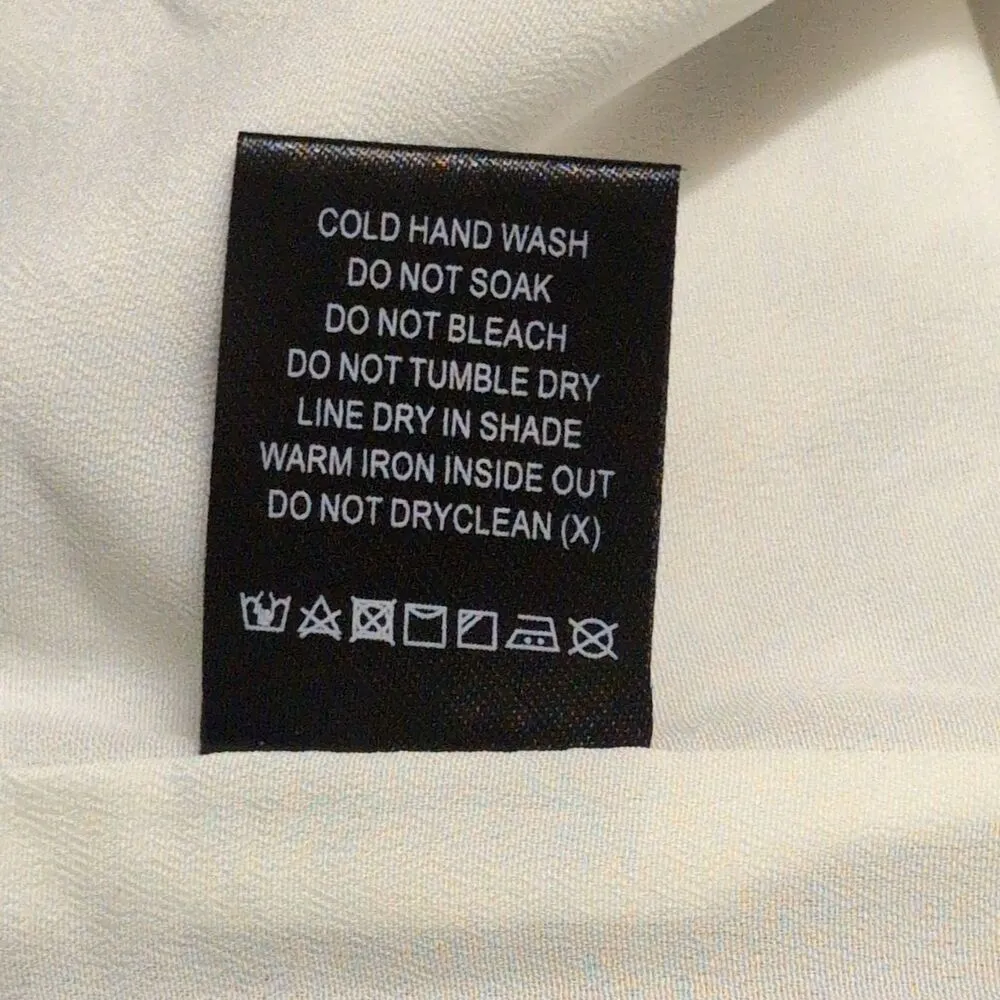 COLD HAND WASH
DO NOT SOAK
DO NOT BLEACH
DO NOT TUMBLE DRY
LINE DRY IN SHADE
WARM IRON INSIDE OUT
DO NOT DRYCLEAN (X)